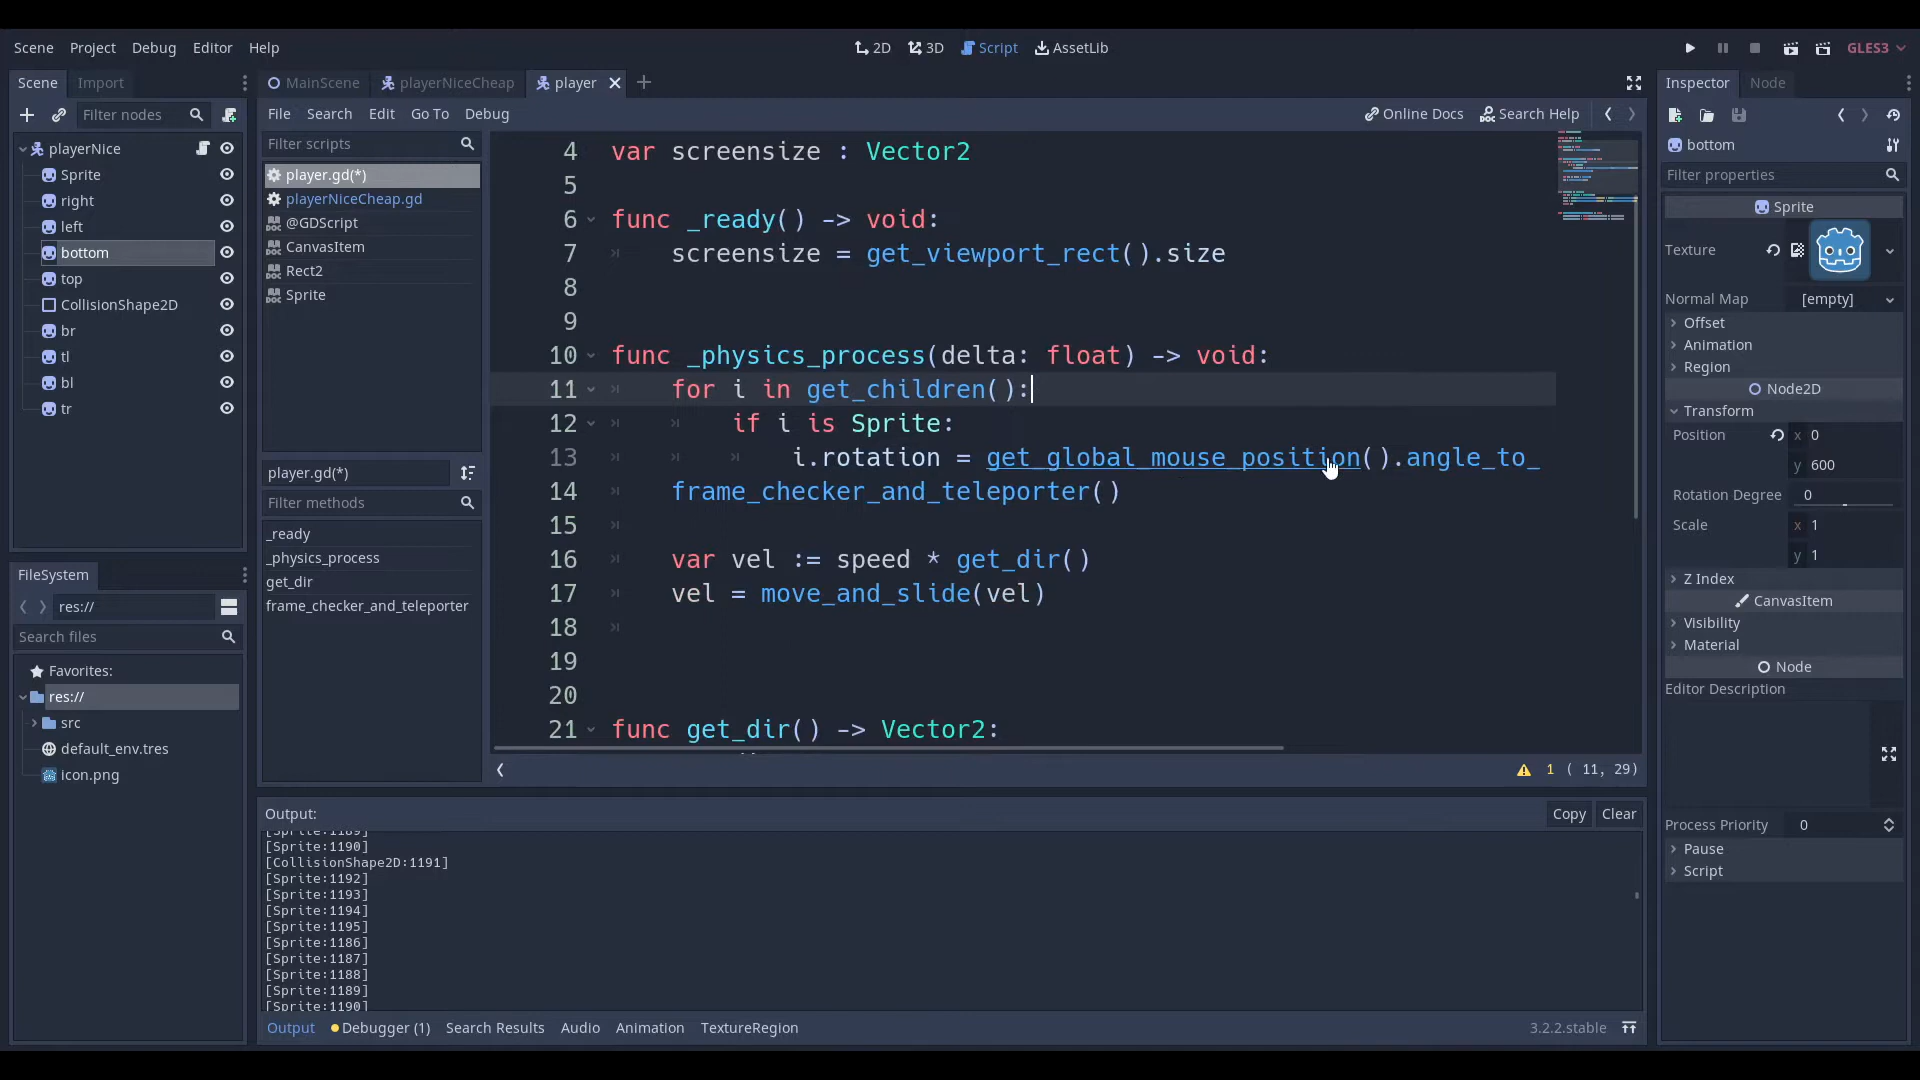 Scene Project Debug Editor Help
2D 3D Script AssetLib
GLES3
Scene Import
Filter nodes
playerNice
Sprite
right
left
bottom
top
CollisionShape2D
br
tl
bl
tr
FileSystem
res://
Search files
Favorites:
res://
src
default_env.tres
icon.png
MainScene playerNiceCheap player
File Search Edit Go To Debug
Online Docs Search Help
Filter scripts
player.gd(*)
playerNiceCheap.gd
@GDScript
CanvasItem
Rect2
Sprite
player.gd(*)
Filter methods
_ready
_physics_process
get_dir
frame_checker_and_teleporter
4 var screensize : Vector2
5
6 func _ready() -> void:
7 screensize = get_viewport_rect().size
8
9
10 func _physics_process(delta: float) -> void:
11 for i in get_children():
12 if i is Sprite:
13 i.rotation = get_global_mouse_position().angle_to_
14 frame_checker_and_teleporter()
15
16 var vel := speed * get_dir()
17 vel = move_and_slide(vel)
18
19
20
21 func get_dir() -> Vector2:
1 ( 11, 29)
Output:
Copy Clear
[Sprite:1189]
[Sprite:1190]
[CollisionShape2D:1191]
[Sprite:1192]
[Sprite:1193]
[Sprite:1194]
[Sprite:1195]
[Sprite:1186]
[Sprite:1187]
[Sprite:1188]
[Sprite:1189]
[Sprite:1190]
Output Debugger (1) Search Results Audio Animation TextureRegion
3.2.2.stable
Inspector Node
bottom
Filter properties
Sprite
Texture
Normal Map [empty]
Offset
Animation
Region
Node2D
Transform
Position x 0
y 600
Rotation Degree 0
Scale x 1
y 1
Z Index
CanvasItem
Visibility
Material
Node
Editor Description
Process Priority 0
Pause
Script